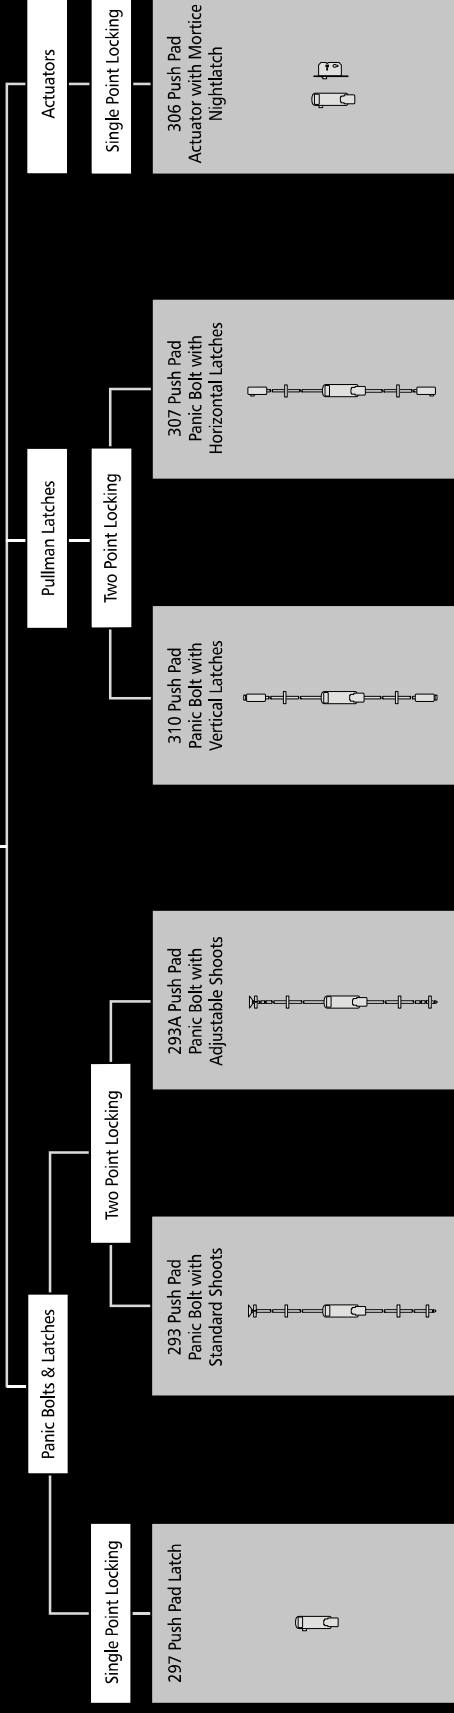 Panic Bolts & Latches
Pullman Latches
Actuators
Single Point Locking
Two Point Locking
Two Point Locking
Single Point Locking
297 Push Pad Latch
293 Push Pad
Panic Bolt with
Standard Shoots
293A Push Pad
Panic Bolt with
Adjustable Shoots
310 Push Pad
Panic Bolt with
Vertical Latches
307 Push Pad
Panic Bolt with
Horizontal Latches
306 Push Pad
Actuator with Mortice
Nightlatch